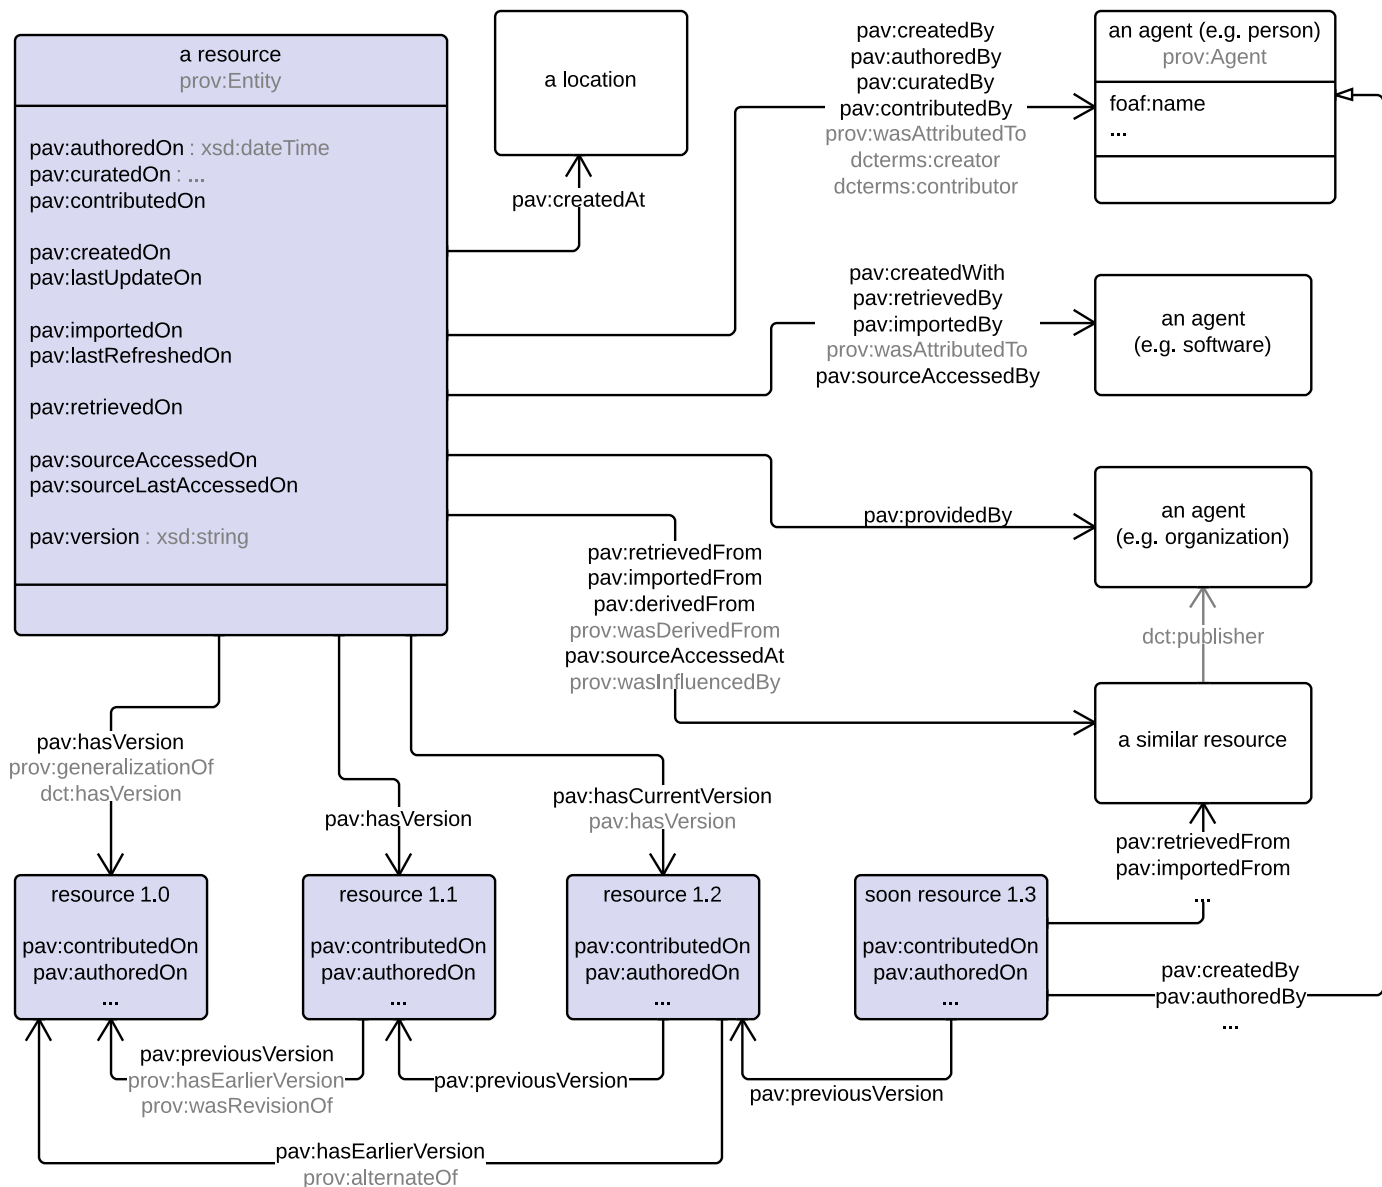 a resource
prov:Entity
pav:authoredOn : xsd:dateTime
pav:curatedOn : ...
pav:contributedOn
pav:createdOn
pav:lastUpdateOn
pav:importedOn
pav:lastRefreshedOn
pav:retrievedOn
pav:sourceAccessedOn
pav:sourceLastAccessedOn
pav:version : xsd:string
a location
pav:createdAt
pav:createdBy
pav:authoredBy
pav:curatedBy
pav:contributedBy
prov:wasAttributedTo
dcterms:creator
dcterms:contributor
an agent (e.g. person)
prov:Agent
foaf:name
...
pav:createdWith
pav:retrievedBy
pav:importedBy
prov:wasAttributedTo
pav:sourceAccessedBy
an agent
(e.g. software)
pav:providedBy
an agent
(e.g. organization)
pav:retrievedFrom
pav:importedFrom
pav:derivedFrom
prov:wasDerivedFrom
pav:sourceAccessedAt
prov:wasInfluencedBy
dct:publisher
a similar resource
pav:hasVersion
prov:generalizationOf
dct:hasVersion
pav:hasVersion
pav:hasCurrentVersion
pav:hasVersion
pav:retrievedFrom
pav:importedFrom
...
resource 1.0
pav:contributedOn
pav:authoredOn
...
resource 1.1
pav:contributedOn
pav:authoredOn
...
resource 1.2
pav:contributedOn
pav:authoredOn
...
soon resource 1.3
pav:contributedOn
pav:authoredOn
...
pav:createdBy
pav:authoredBy
...
pav:previousVersion
prov:hasEarlierVersion
prov:wasRevisionOf
pav:previousVersion
pav:previousVersion
pav:hasEarlierVersion
prov:alternateOf